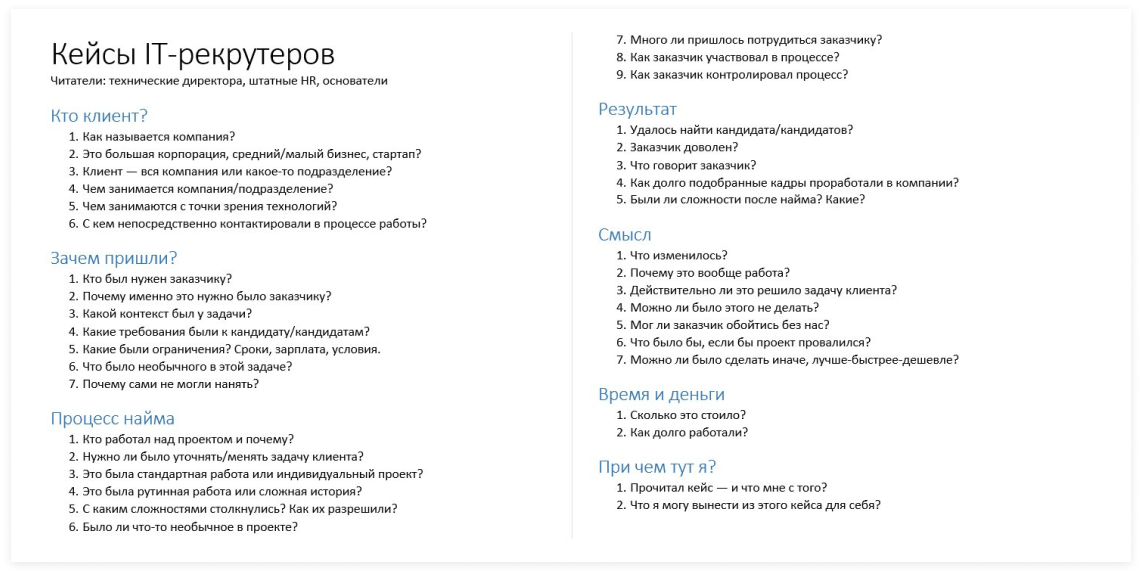 Кейсы IT-рекрутеров
Читатели: технические директора, штатные HR, основатели
Кто клиент?
1. Как называется компания?
2. Это большая корпорация, средний/малый бизнес, стартап?
3. Клиент — вся компания или какое-то подразделение?
4. Чем занимается компания/подразделение?
5. Чем занимаются с точки зрения технологий?
6. С кем непосредственно контактировали в процессе работы?
Зачем пришли?
1. Кто был нужен заказчику?
2. Почему именно это нужно было заказчику?
3. Какой контекст был у задачи?
4. Какие требования были к кандидату/кандидатам?
5. Какие были ограничения? Сроки, зарплата, условия.
6. Что было необычного в этой задаче?
7. Почему сами не могли нанять?
Процесс найма
1. Кто работал над проектом и почему?
2. Нужно ли было уточнять/менять задачу клиента?
3. Это была стандартная работа или индивидуальный проект?
4. Это была рутинная работа или сложная история?
5. С каким сложностями столкнулись? Как их разрешили?
6. Было ли что-то необычное в проекте?
7. Много ли пришлось потрудиться заказчику?
8. Как заказчик участвовал в процессе?
9. Как заказчик контролировал процесс?
Результат
1. Удалось найти кандидата/кандидатов?
2. Заказчик доволен?
3. Что говорит заказчик?
4. Как долго подобранные кадры проработали в компании?
5. Были ли сложности после найма? Какие?
Смысл
1. Что изменилось?
2. Почему это вообще работа?
3. Действительно ли это решило задачу клиента?
4. Можно ли было этого не делать?
5. Мог ли заказчик обойтись без нас?
6. Что было бы, если бы проект провалился?
7. Можно ли было сделать иначе, лучше-быстрее-дешевле?
Время и деньги
1. Сколько это стоило?
2. Как долго работали?
При чем тут я?
1. Прочитал кейс — и что мне с того?
2. Что я могу вынести из этого кейса для себя?